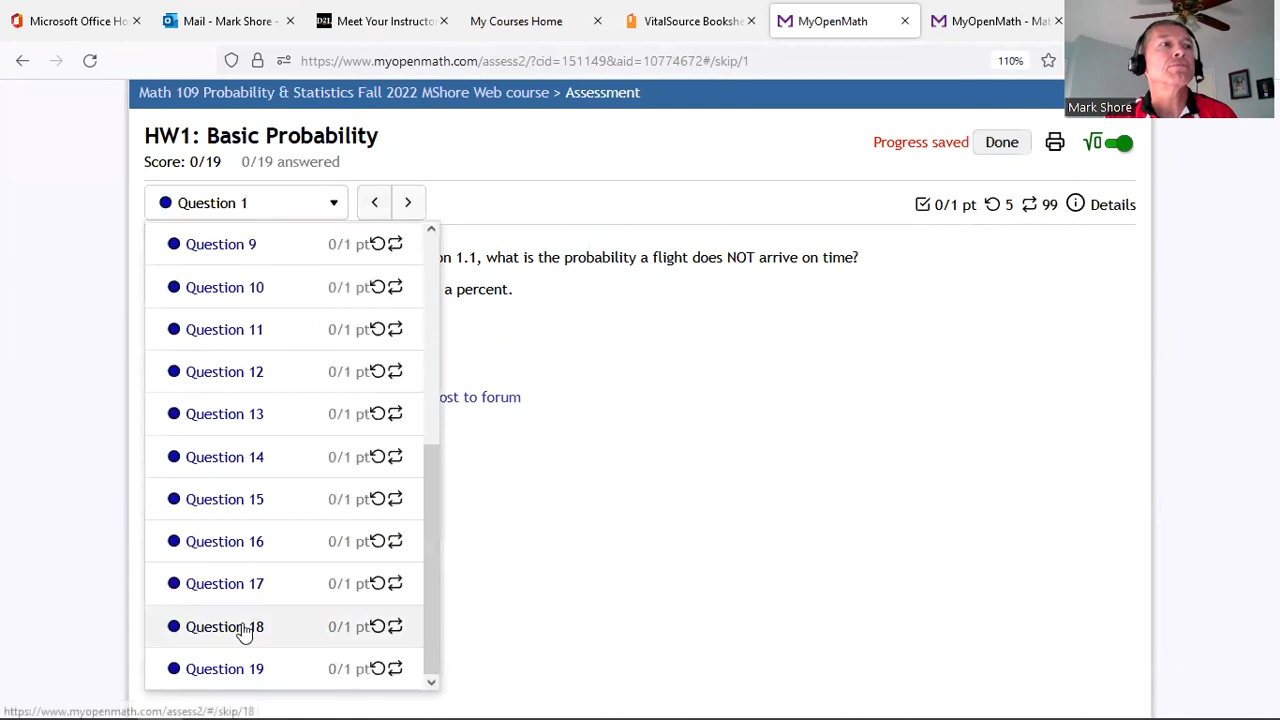 Microsoft Office Ho
Mail - Mark Shore -
D2L
Meet Your Instructo
My Courses Home
VitalSource Bookshe
MyOpenMath
MyOpenMath - Mat
https://www.myopenmath.com/assess2/?cid=151149&aid=10774672#/skip/1
110%
Mark Shore
Math 109 Probability & Statistics Fall 2022 MShore Web course > Assessment
HW1: Basic Probability
Score: 0/19 0/19 answered
Progress saved
Done
√0
Question 1
0/1 pt 5 99 Details
on 1.1, what is the probability a flight does NOT arrive on time?
a percent.
ost to forum
Question 9 0/1 pt
Question 10 0/1 pt
Question 11 0/1 pt
Question 12 0/1 pt
Question 13 0/1 pt
Question 14 0/1 pt
Question 15 0/1 pt
Question 16 0/1 pt
Question 17 0/1 pt
Question 18 0/1 pt
Question 19 0/1 pt
https://www.myopenmath.com/assess2/#/skip/18